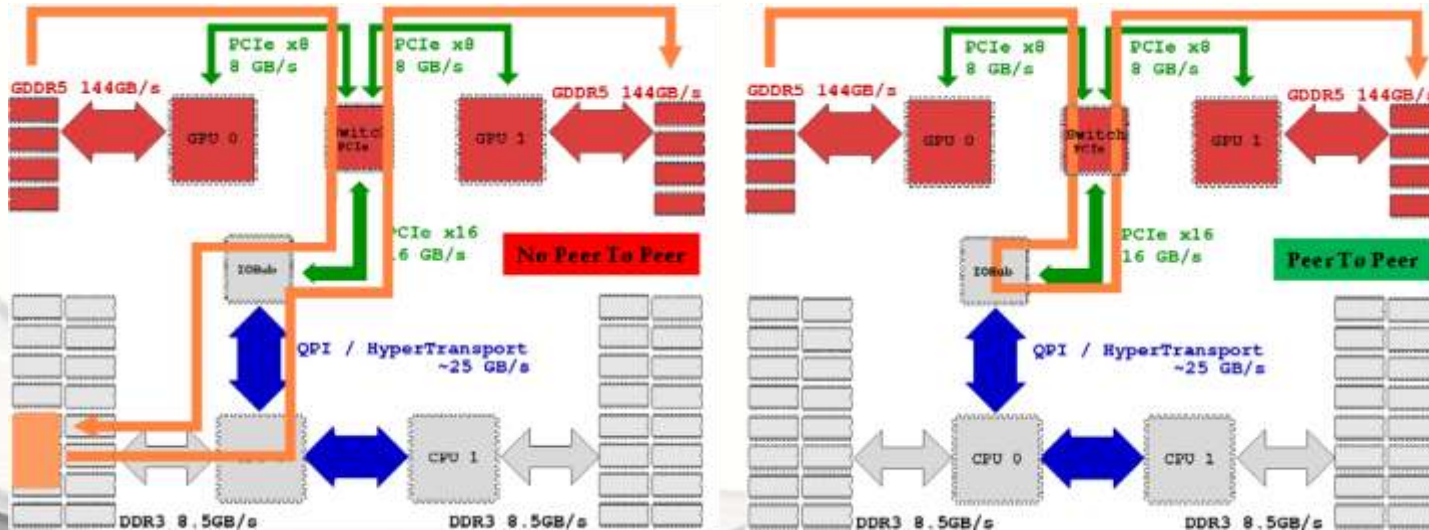 PCIe x8
8 GB/s
PCIe x8
8 GB/s
GDDR5 144GB/s
GDDR5 144GB/s
GPU 0
Switch
PCIe
GPU 1
PCIe x16
16 GB/s
IOHub
No Peer To Peer
QPI / HyperTransport
~25 GB/s
CPU 1
DDR3 8.5GB/s
DDR3 8.5GB/s
PCIe x8
8 GB/s
PCIe x8
8 GB/s
GDDR5 144GB/s
GDDR5 144GB/s
GPU 0
Switch
PCIe
GPU 1
PCIe x16
16 GB/s
IOHub
Peer To Peer
QPI / HyperTransport
~25 GB/s
CPU 0
CPU 1
DDR3 8.5GB/s
DDR3 8.5GB/s